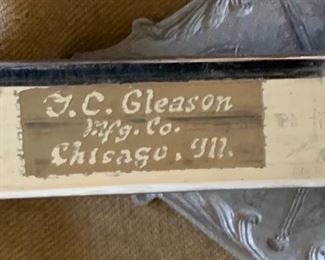 T. C. Gleason
Mfg. Co.
Chicago, Ill.